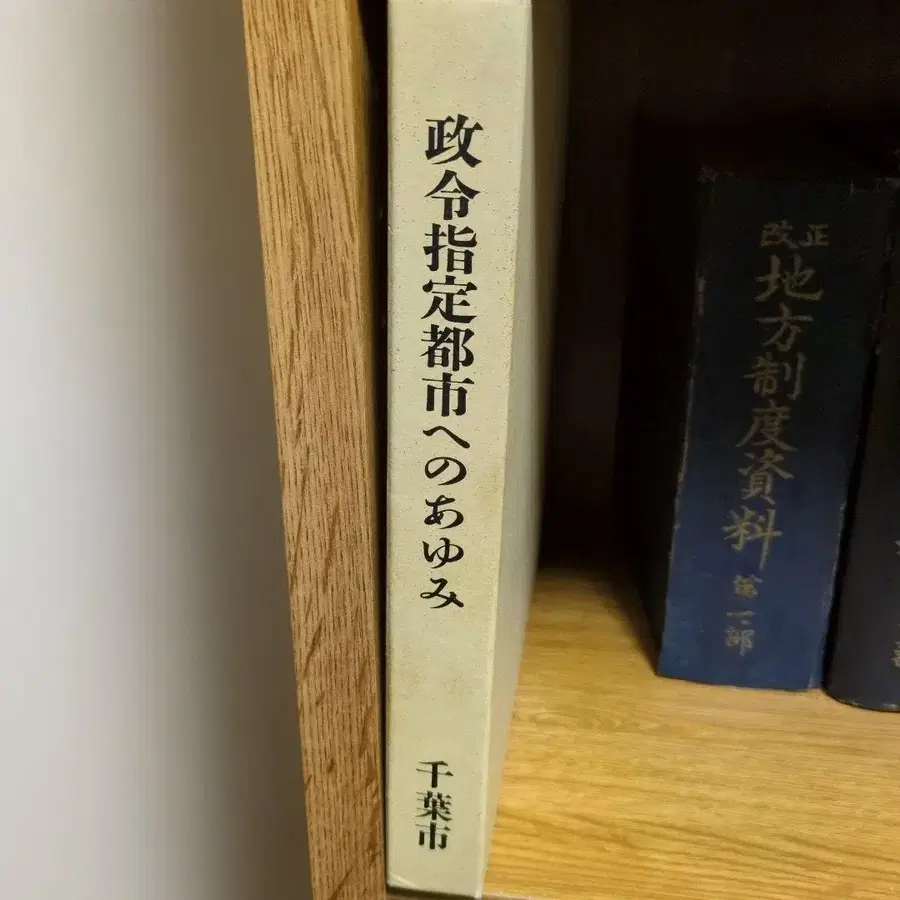 政令指定都市へのあゆみ
千葉市
改正
地方制度資料
第一部